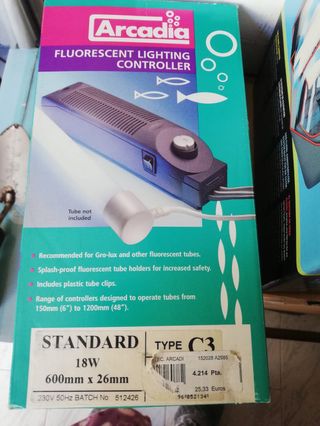 Arcadia
FLUORESCENT LIGHTING
CONTROLLER
Tube not
included
Recommended for Gro-lux and other fluorescent tubes.
Splash-proof fluorescent tube holders for increased safety.
Includes plastic tube clips.
Range of controllers designed to operate tubes from
150mm (6") to 1200mm (48").
STANDARD
18W
600mm x 26mm
230V 50Hz BATCH No 512426
TYPE C3
ARCADI 152028
4.214 Pta.
25,33 Euros